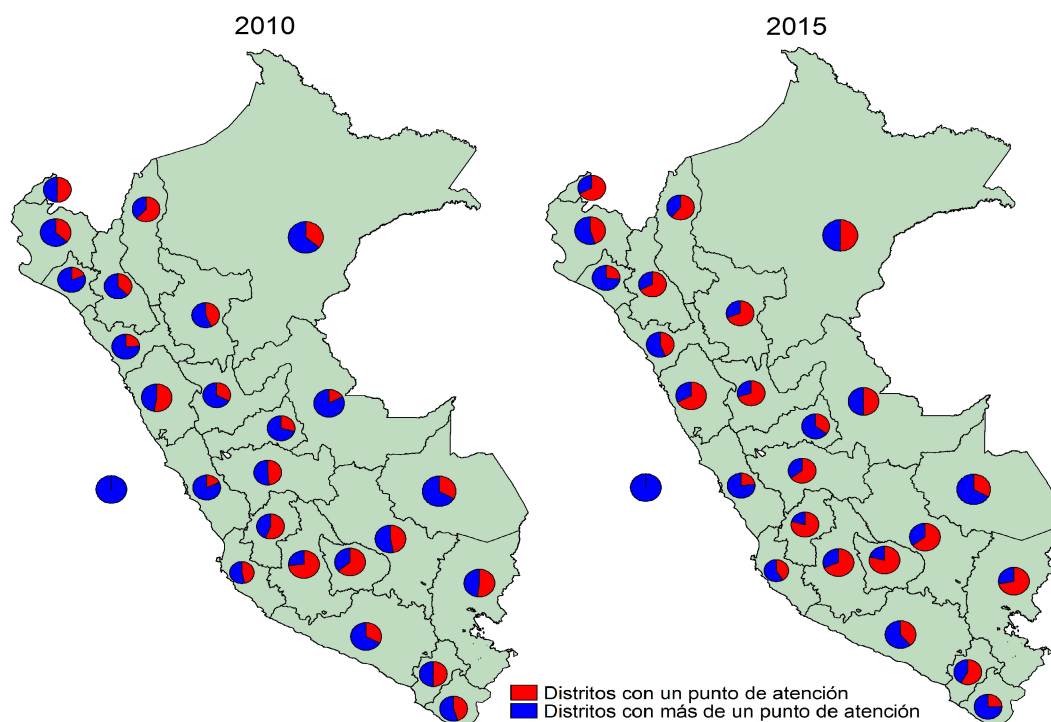 2010
2015
Distritos con un punto de atención
Distritos con más de un punto de atención